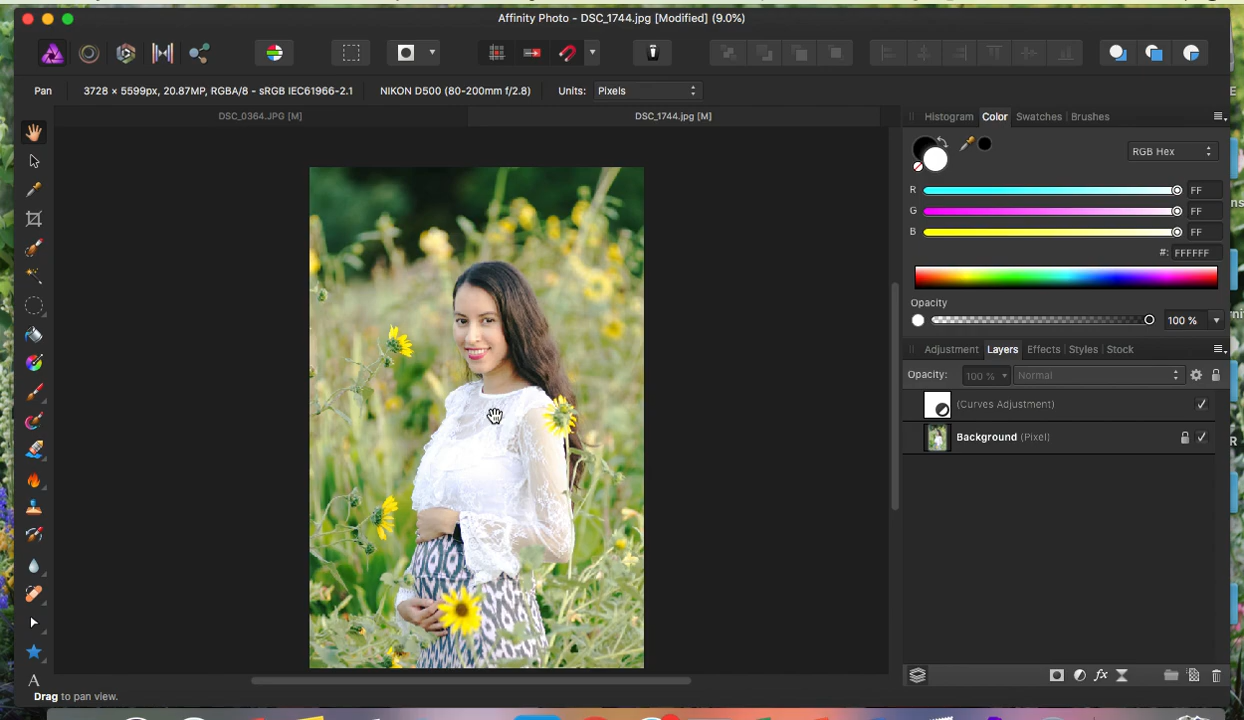 Affinity Photo - DSC_1744.jpg [Modified] (9.0%)
Pan 3728 × 5599px, 20.87MP, RGBA/8 - sRGB IEC61966-2.1 NIKON D500 (80-200mm f/2.8) Units: Pixels
DSC_0364.JPG [M] DSC_1744.jpg [M]
Histogram Color Swatches Brushes
RGB Hex
R FF
G FF
B FF
#: FFFFFF
Opacity
100 %
Adjustment Layers Effects Styles Stock
Opacity: 100 % Normal
(Curves Adjustment)
Background (Pixel)
fx
A
Drag to pan view.